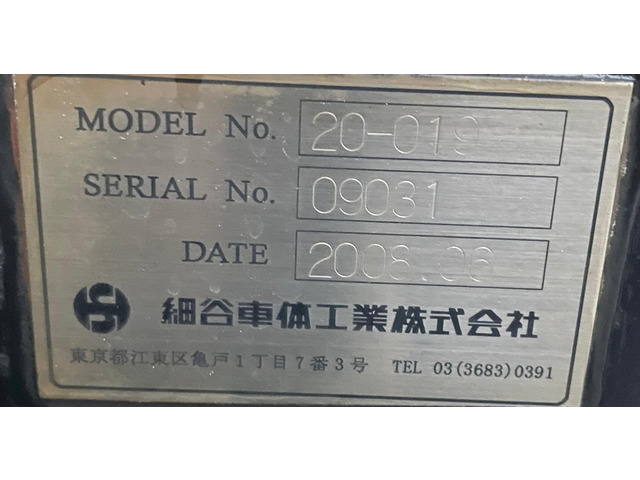 MODEL No. 20-019
SERIAL No. 09031
DATE 2008.06
細谷車体工業株式会社
東京都江東区亀戸1丁目7番3号 TEL 03(3683)0391